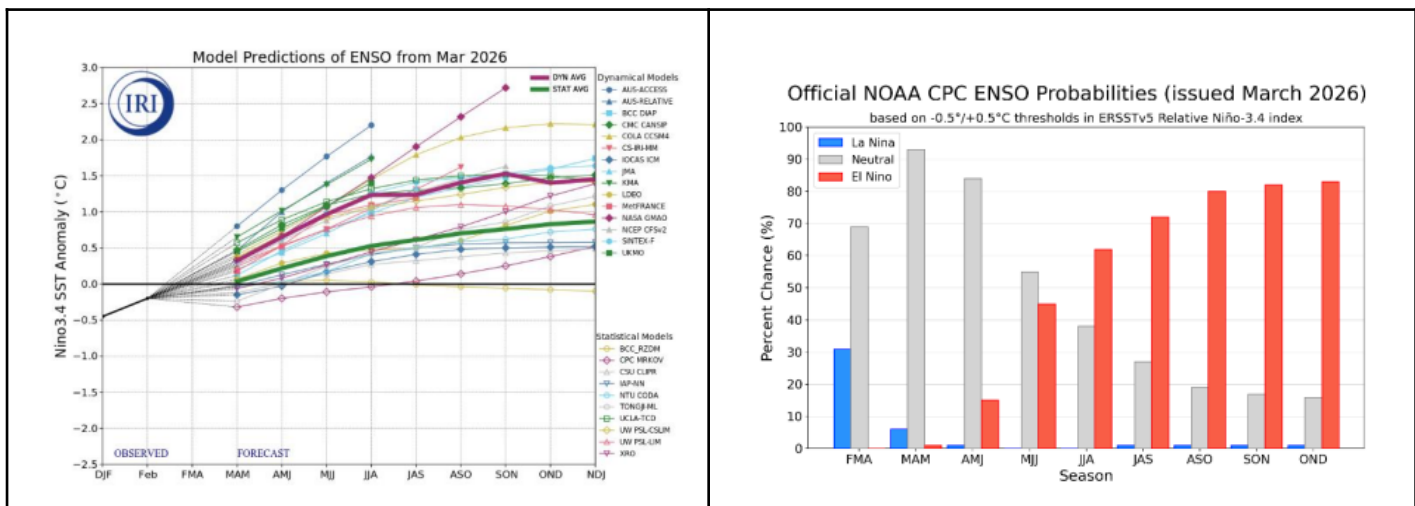 Model Predictions of ENSO from Mar 2026
Nino3.4 SST Anomaly (°C)
3.0
2.5
2.0
1.5
1.0
0.5
0.0
−0.5
−1.0
−1.5
−2.0
−2.5
IRI
DYN AVG
STAT AVG
Dynamical Models
AUS-ACCESS
AUS-RELATIVE
BCC DIAP
CMC CANSIP
COLA CCSM4
CS-IRI-MM
IOCAS ICM
JMA
KMA
LDEO
MetFRANCE
NASA GMAO
NCEP CFSv2
SINTEX-F
UKMO
Statistical Models
BCC_RZDM
CPC MRKOV
CSU CLIPR
IAP-NN
NTU CODA
TONGJI-ML
UCLA-TCD
UW PSL-CSLIM
UW PSL-LIM
XRO
OBSERVED FORECAST
DJF Feb FMA MAM AMJ MJJ JJA JAS ASO SON OND NDJ
Official NOAA CPC ENSO Probabilities (issued March 2026)
based on -0.5°/+0.5°C thresholds in ERSSTv5 Relative Niño-3.4 index
Percent Chance (%)
100
90
80
70
60
50
40
30
20
10
0
La Nina
Neutral
El Nino
FMA MAM AMJ MJJ JJA JAS ASO SON OND
Season